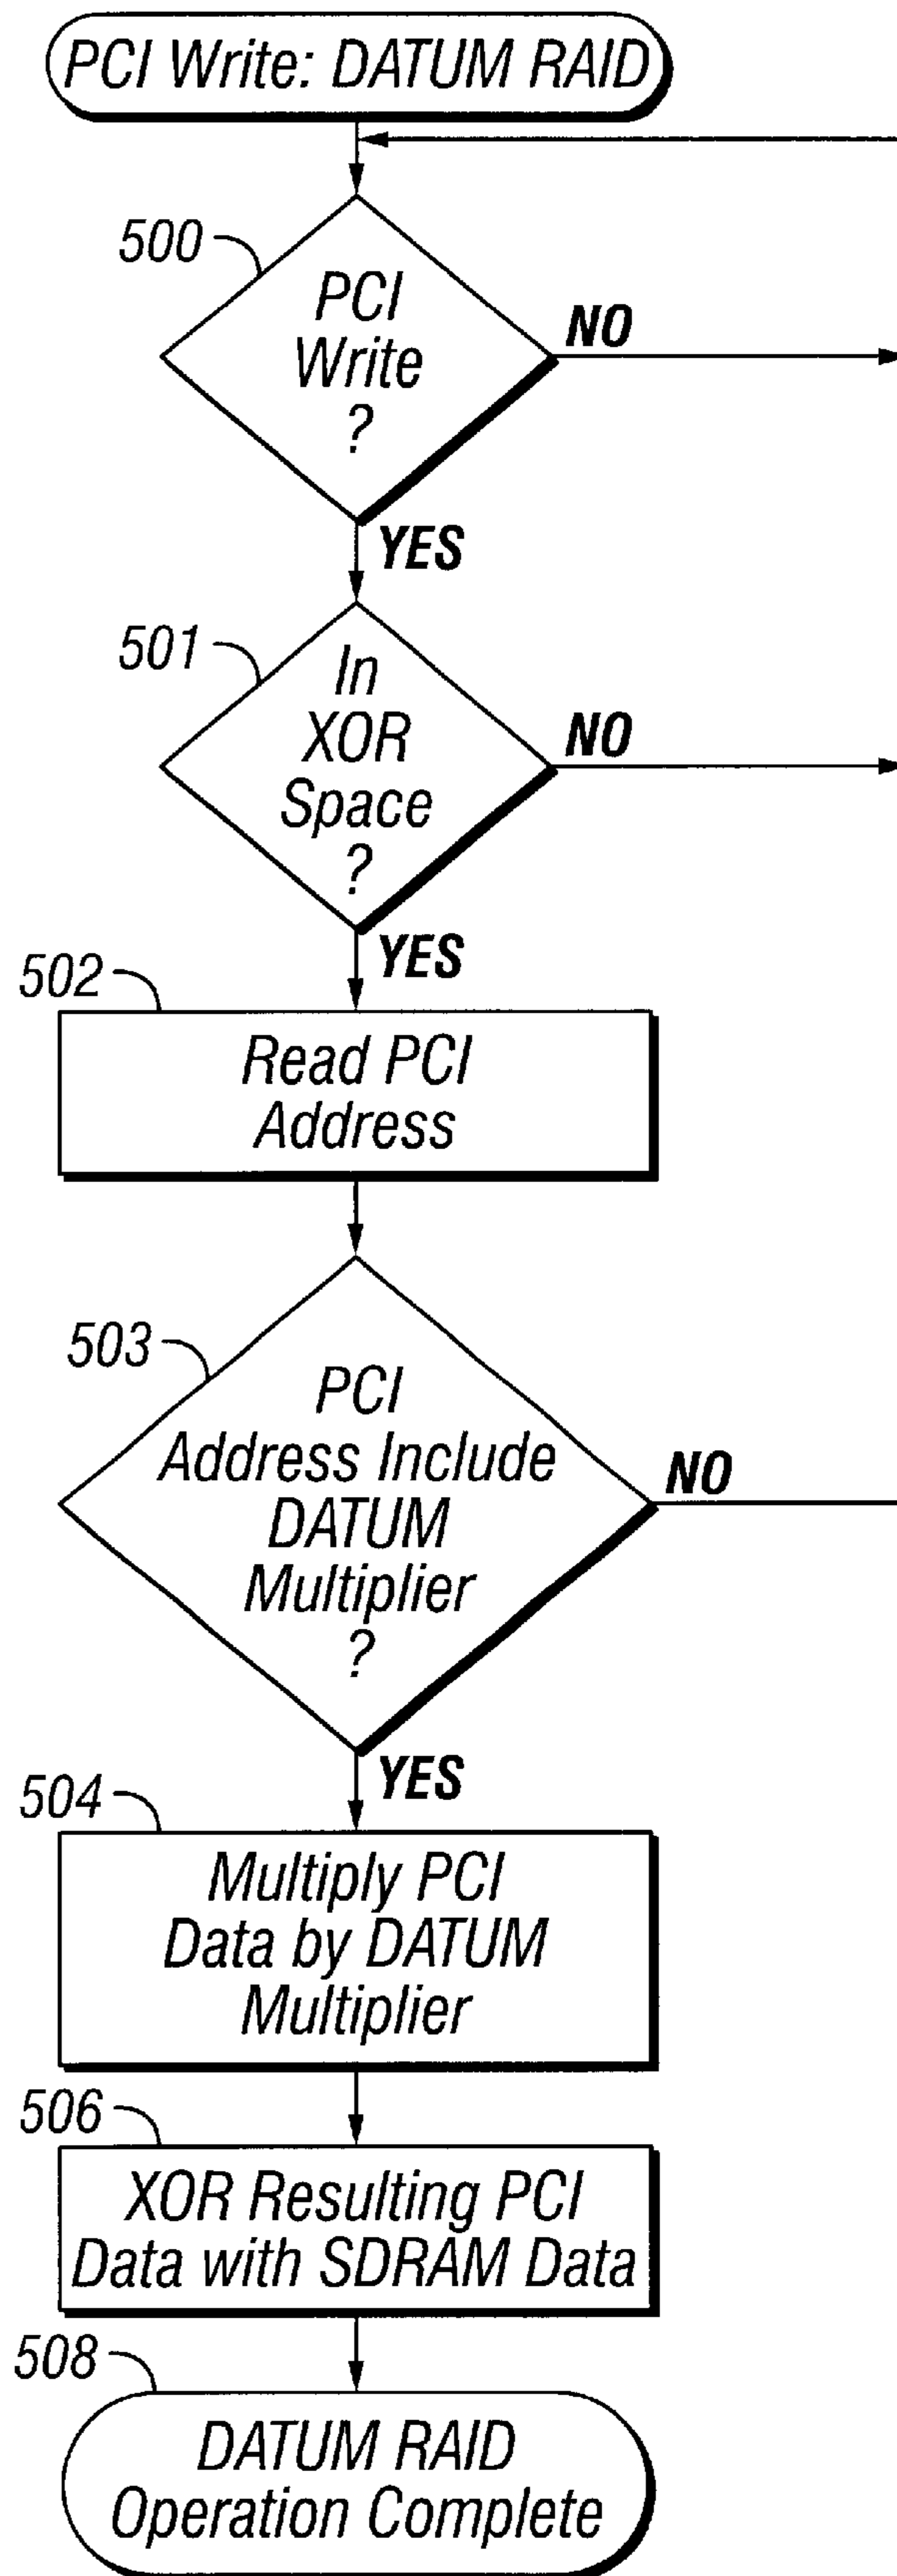 PCI Write: DATUM RAID
500
PCI
Write
?
NO
YES
501
In
XOR
Space
?
NO
YES
502
Read PCI
Address
503
PCI
Address Include
DATUM
Multiplier
?
NO
YES
504
Multiply PCI
Data by DATUM
Multiplier
506
XOR Resulting PCI
Data with SDRAM Data
508
DATUM RAID
Operation Complete